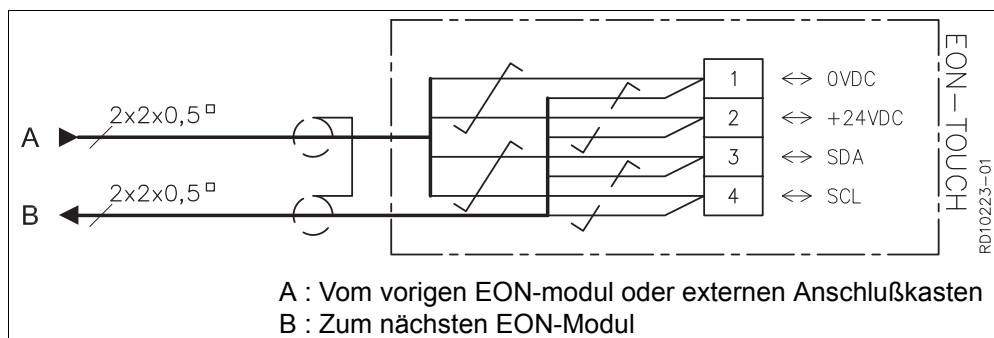 A
2x2x0,5 □
B
2x2x0,5 □
1 <-> 0VDC
2 <-> +24VDC
3 <-> SDA
4 <-> SCL
EON-TOUCH
RD10223-01
A : Vom vorigen EON-modul oder externen Anschlußkasten
B : Zum nächsten EON-Modul